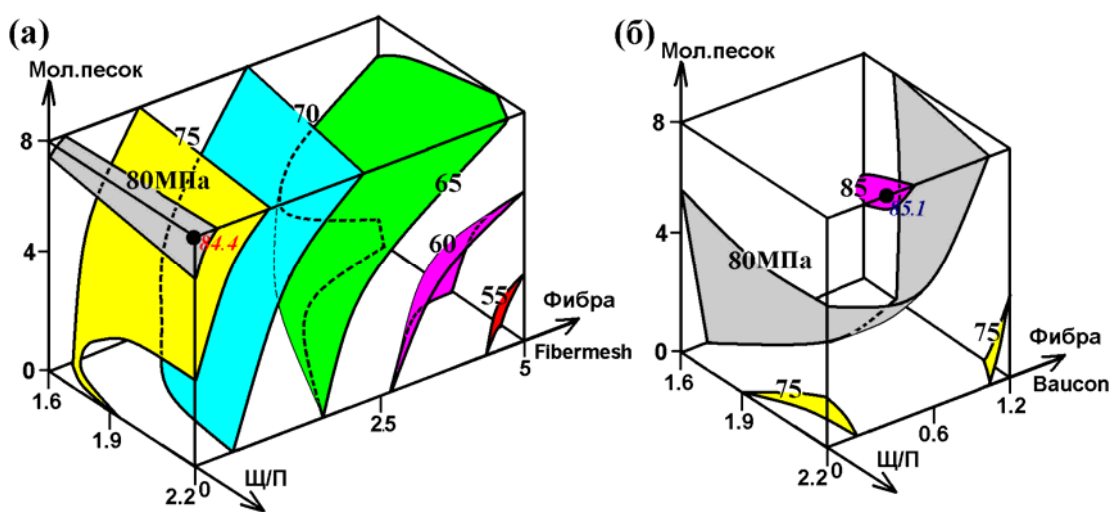 (а)
Мол.песок
8
4
0
1.6
1.9
2.2
0
2.5
5
Щ/П
Фибра
Fibermesh
80МПа
84.4
75
70
65
60
55
(б)
Мол.песок
8
4
0
1.6
1.9
2.2
0
0.6
1.2
Щ/П
Фибра
Baucon
80МПа
85
85.1
75
75